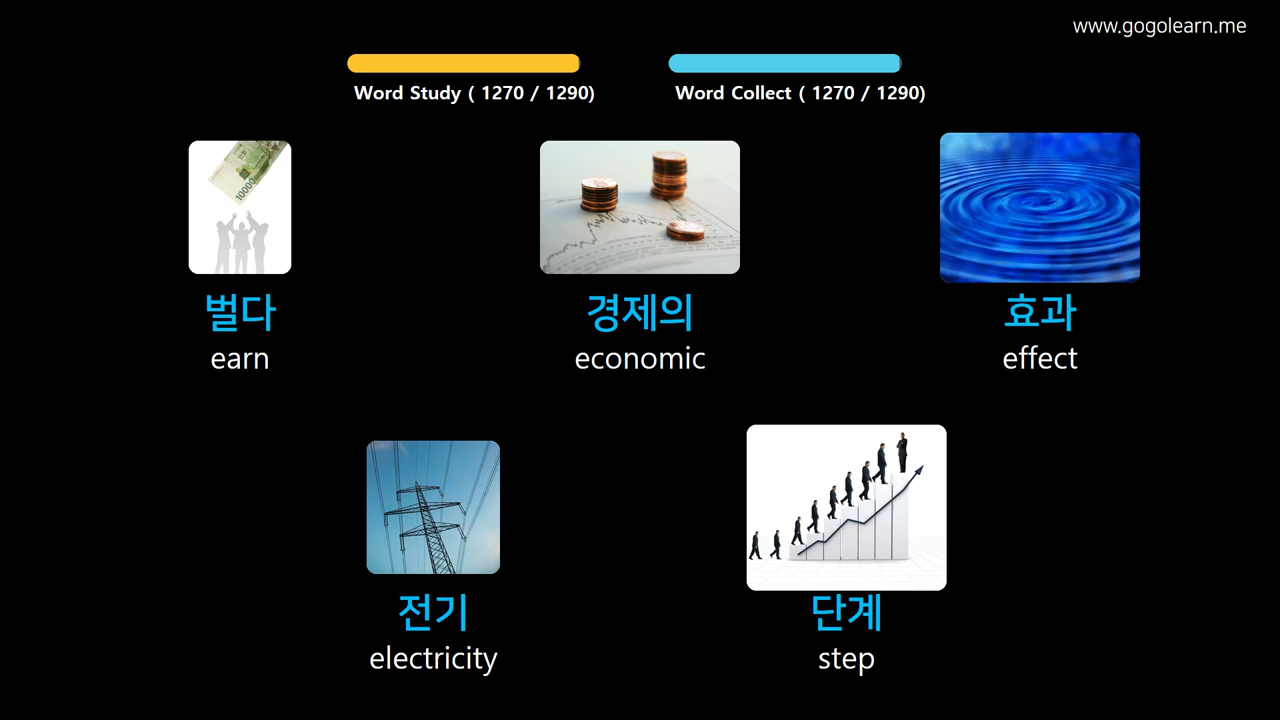 www.gogolearn.me
Word Study ( 1270 / 1290)
Word Collect ( 1270 / 1290)
10000
벌다
earn
경제의
economic
효과
effect
전기
electricity
단계
step